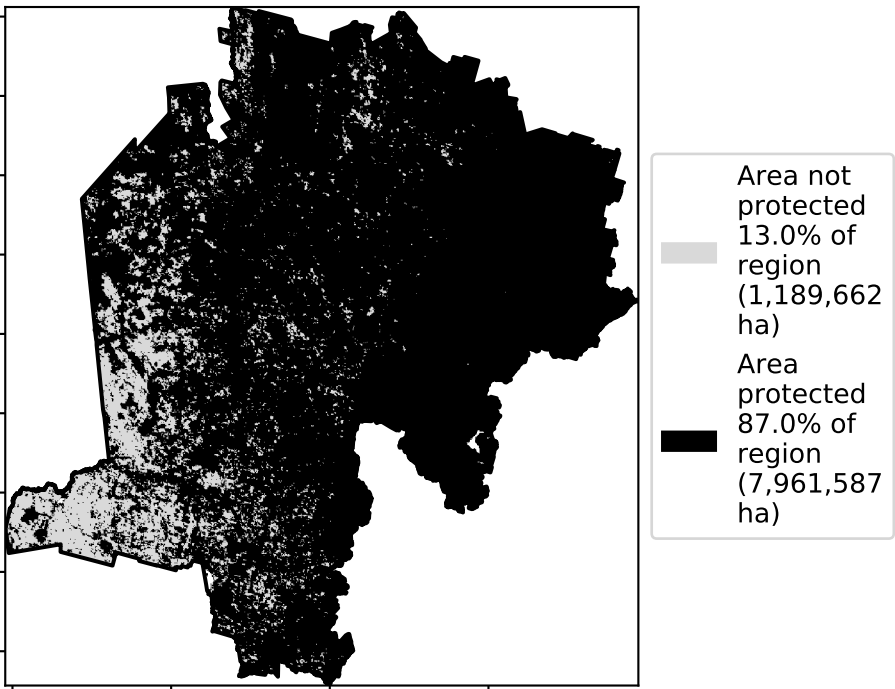 Area not
protected
13.0% of
region
(1,189,662
ha)
Area
protected
87.0% of
region
(7,961,587
ha)